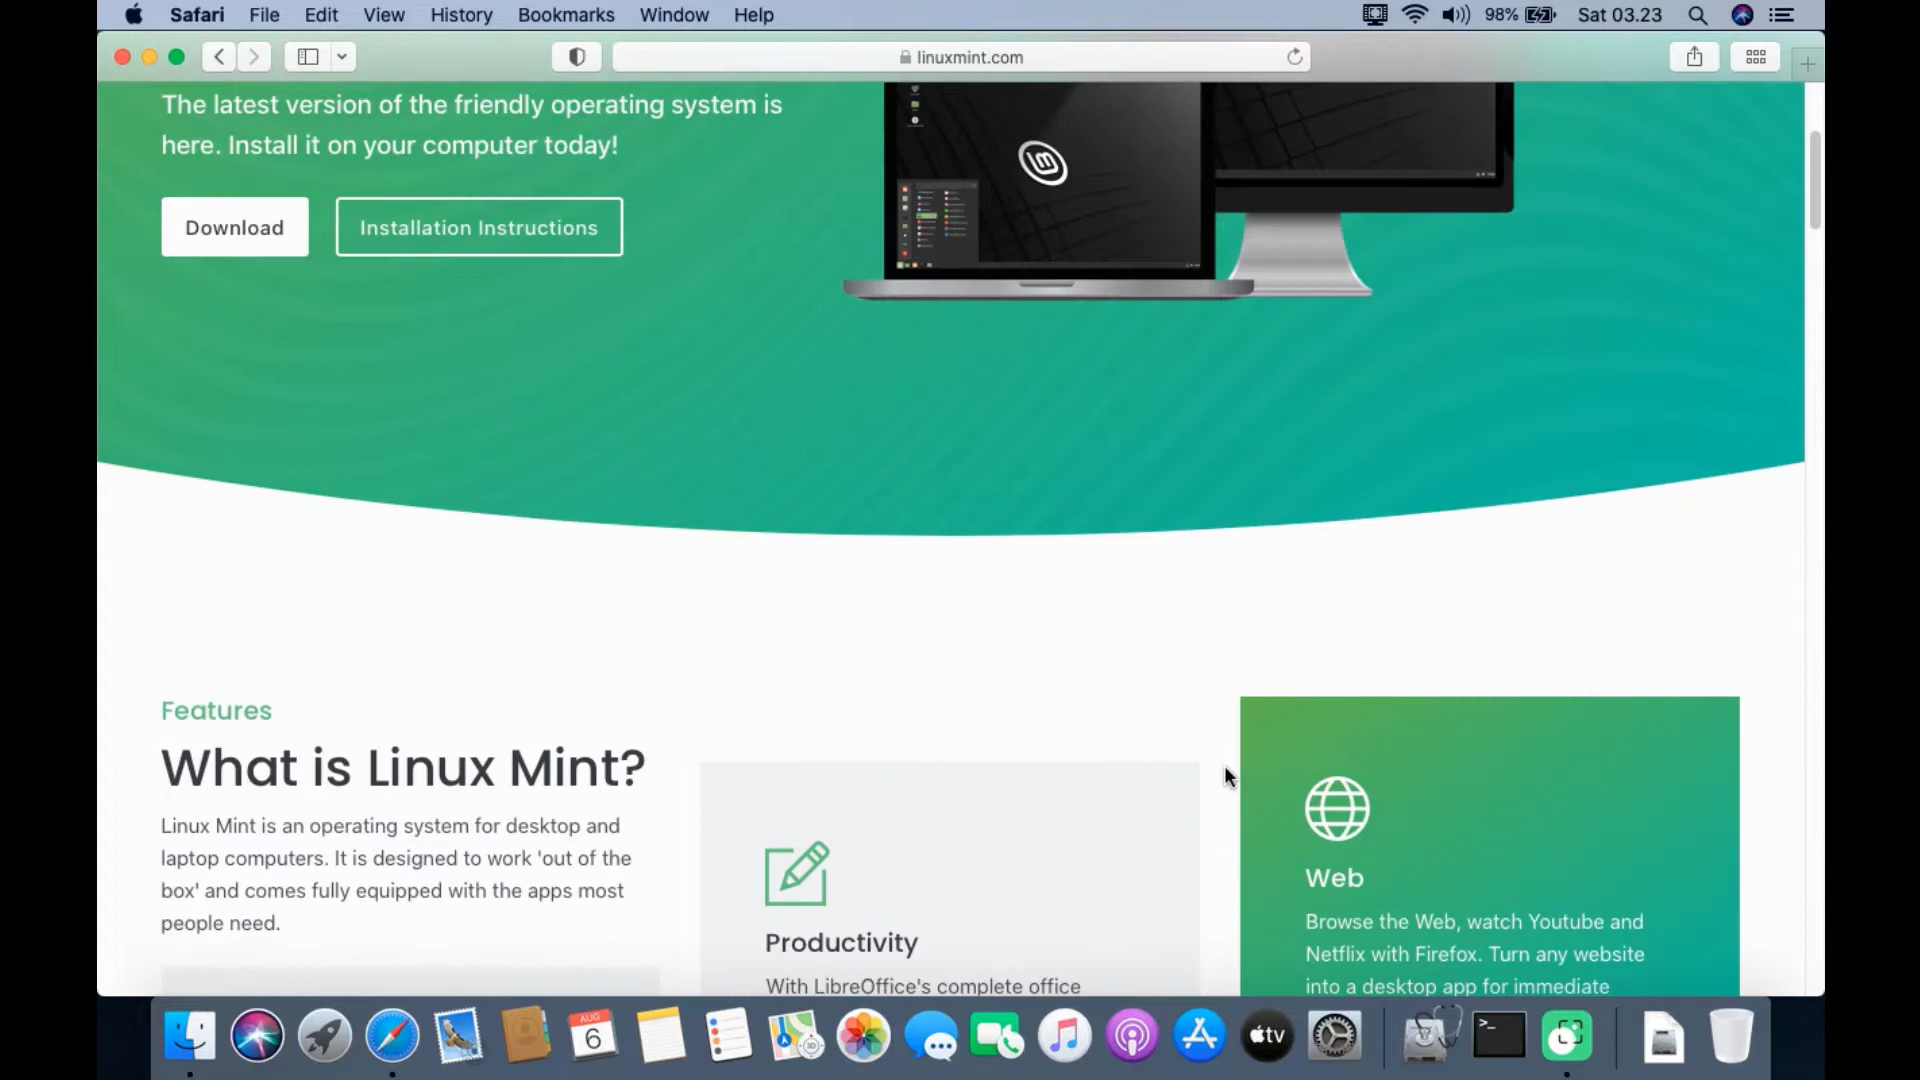 Safari File Edit View History Bookmarks Window Help 98% Sat 03.23
linuxmint.com
The latest version of the friendly operating system is
here. Install it on your computer today!
Download Installation Instructions
Features
What is Linux Mint?
Linux Mint is an operating system for desktop and
laptop computers. It is designed to work 'out of the
box' and comes fully equipped with the apps most
people need.
Productivity
With LibreOffice's complete office
Web
Browse the Web, watch Youtube and
Netflix with Firefox. Turn any website
into a desktop app for immediate
AUG
6
tv